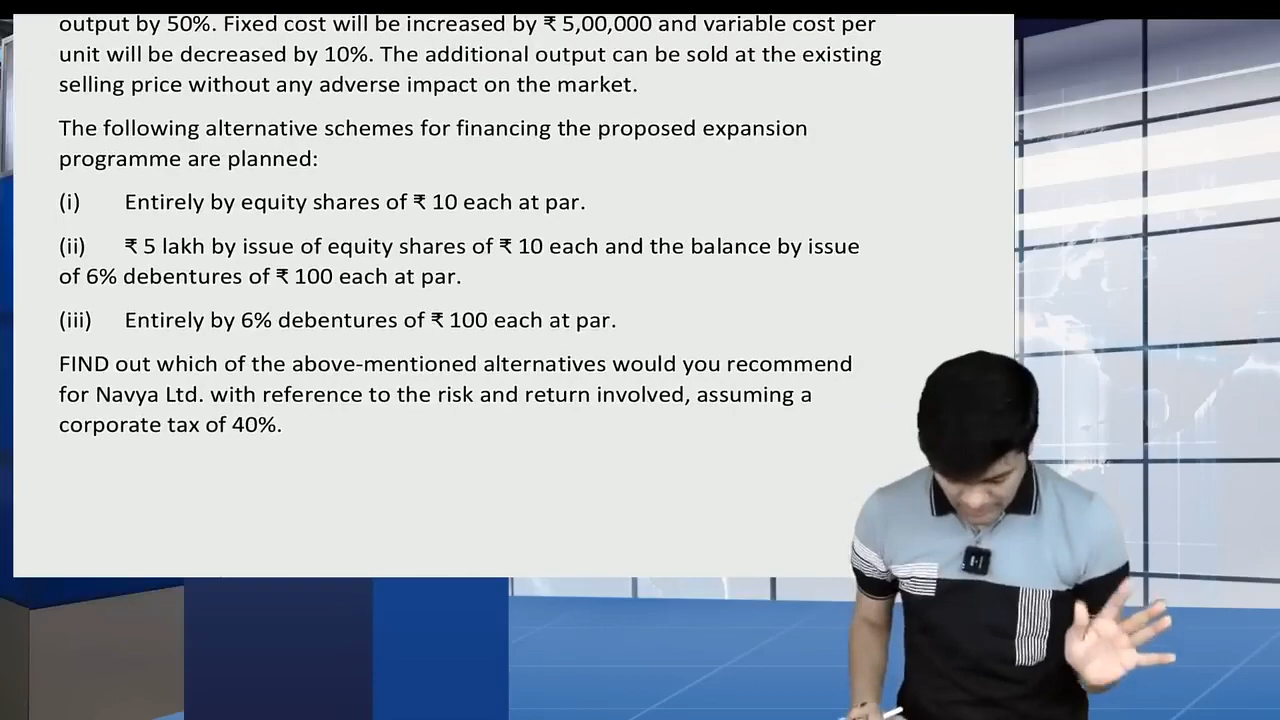 output by 50%. Fixed cost will be increased by ₹ 5,00,000 and variable cost per
unit will be decreased by 10%. The additional output can be sold at the existing
selling price without any adverse impact on the market.
The following alternative schemes for financing the proposed expansion
programme are planned:
(i) Entirely by equity shares of ₹ 10 each at par.
(ii) ₹ 5 lakh by issue of equity shares of ₹ 10 each and the balance by issue
of 6% debentures of ₹ 100 each at par.
(iii) Entirely by 6% debentures of ₹ 100 each at par.
FIND out which of the above-mentioned alternatives would you recommend
for Navya Ltd. with reference to the risk and return involved, assuming a
corporate tax of 40%.